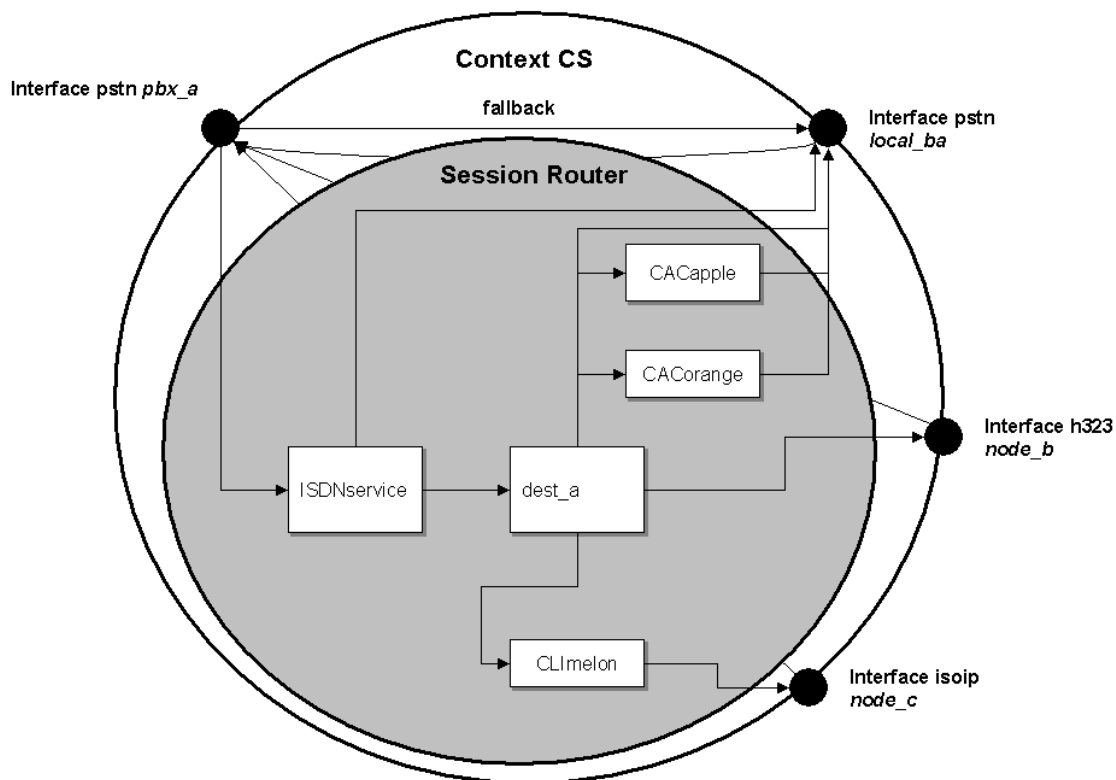 Context CS
Interface pstn pbx_a
fallback
Interface pstn
local_ba
Session Router
CACapple
CACorange
Interface h323
node_b
ISDNservice
dest_a
CLImelon
Interface isoip
node_c